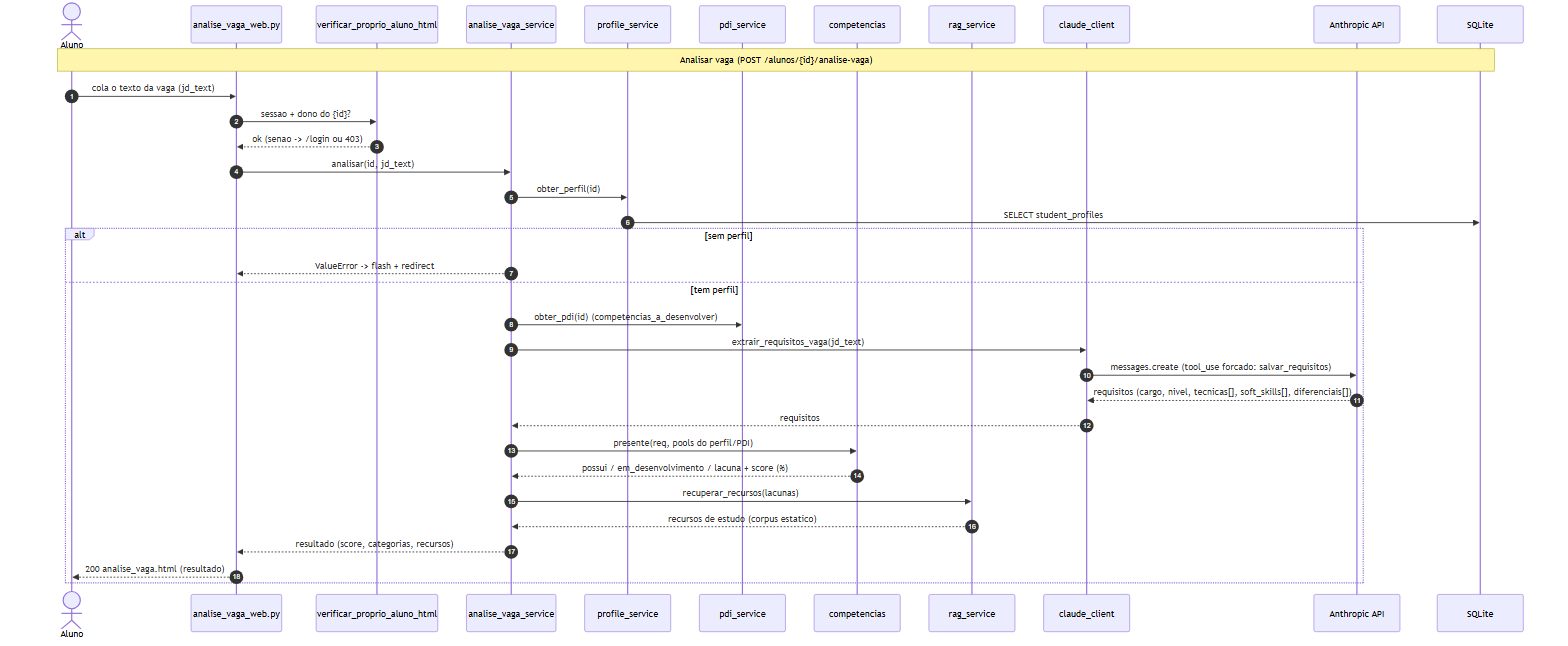 Aluno
analise_vaga_web.py
verificar_proprio_aluno_html
analise_vaga_service
profile_service
pdi_service
competencias
rag_service
claude_client
Anthropic API
SQLite
Analisar vaga (POST /alunos/{id}/analise-vaga)
1
cola o texto da vaga (jd_text)
2
sessao + dono do {id}?
ok (senao -> /login ou 403)
3
4
analisar(id, jd_text)
5
obter_perfil(id)
6
SELECT student_profiles
alt
[sem perfil]
ValueError -> flash + redirect
7
[tem perfil]
8
obter_pdi(id) (competencias_a_desenvolver)
9
extrair_requisitos_vaga(jd_text)
10
messages.create (tool_use forcado: salvar_requisitos)
requisitos (cargo, nivel, tecnicas[], soft_skills[], diferenciais[])
11
requisitos
12
13
presente(req, pools do perfil/PDI)
possui / em_desenvolvimento / lacuna + score (%)
14
15
recuperar_recursos(lacunas)
recursos de estudo (corpus estatico)
16
resultado (score, categorias, recursos)
17
200 analise_vaga.html (resultado)
18
Aluno
analise_vaga_web.py
verificar_proprio_aluno_html
analise_vaga_service
profile_service
pdi_service
competencias
rag_service
claude_client
Anthropic API
SQLite